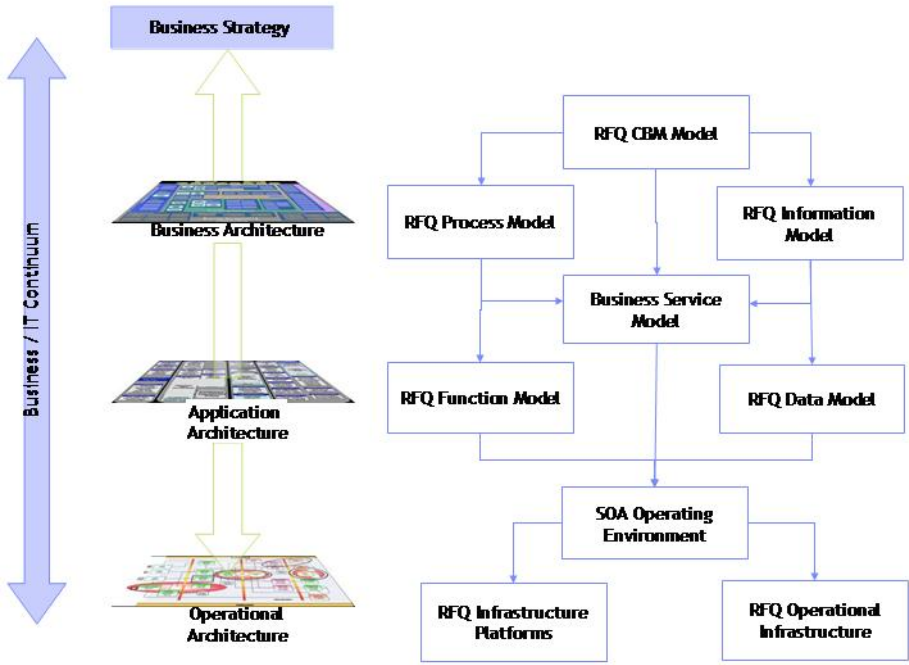 Business Strategy
Business / IT Continuum
Business Architecture
Application
Architecture
Operational
Architecture
RFQ CBM Model
RFQ Process Model
RFQ Information
Model
Business Service
Model
RFQ Function Model
RFQ Data Model
SOA Operating
Environment
RFQ Infrastructure
Platforms
RFQ Operational
Infrastructure